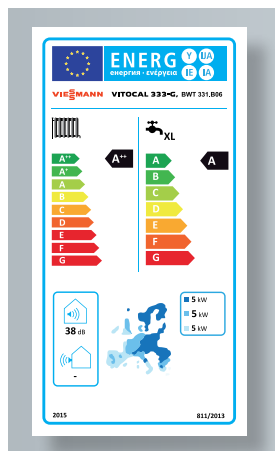 ENERG Y IJA
енергия · ενέργεια IE IA
VIESMANN VITOCAL 333-G, BWT 331.B06
XL
A++ A++ A A
A+ B
A C
B D
C E
D F
E G
F
G
38 dB
-
5 kW
5 kW
5 kW
2015 811/2013